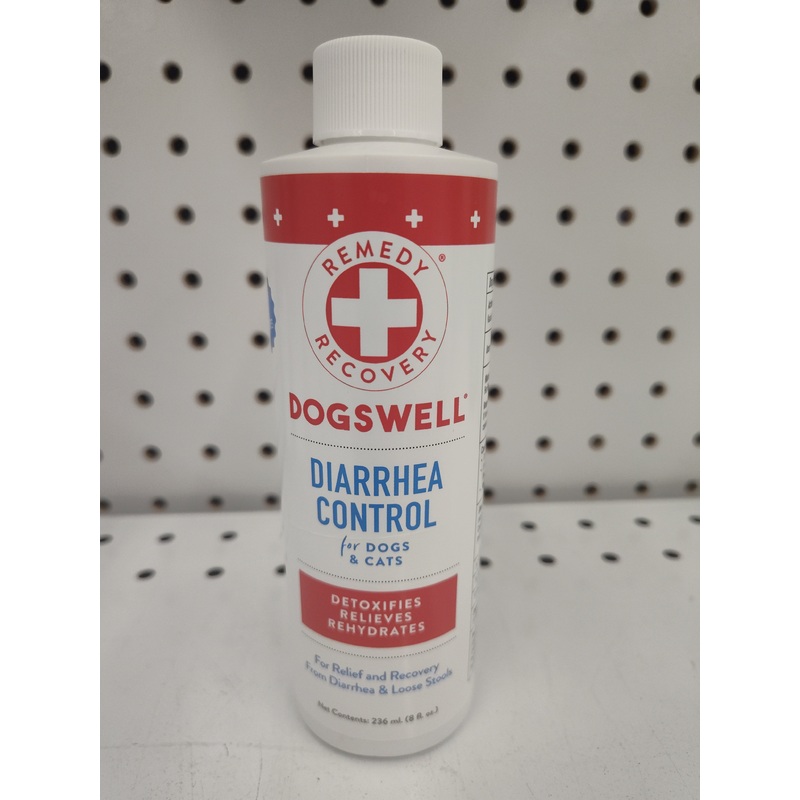 REMEDY®
RECOVERY
DOGSWELL®
DIARRHEA
CONTROL
for DOGS
& CATS
DETOXIFIES
RELIEVES
REHYDRATES
For Relief and Recovery
From Diarrhea & Loose Stools
Net Contents: 236 ml. (8 fl. oz.)